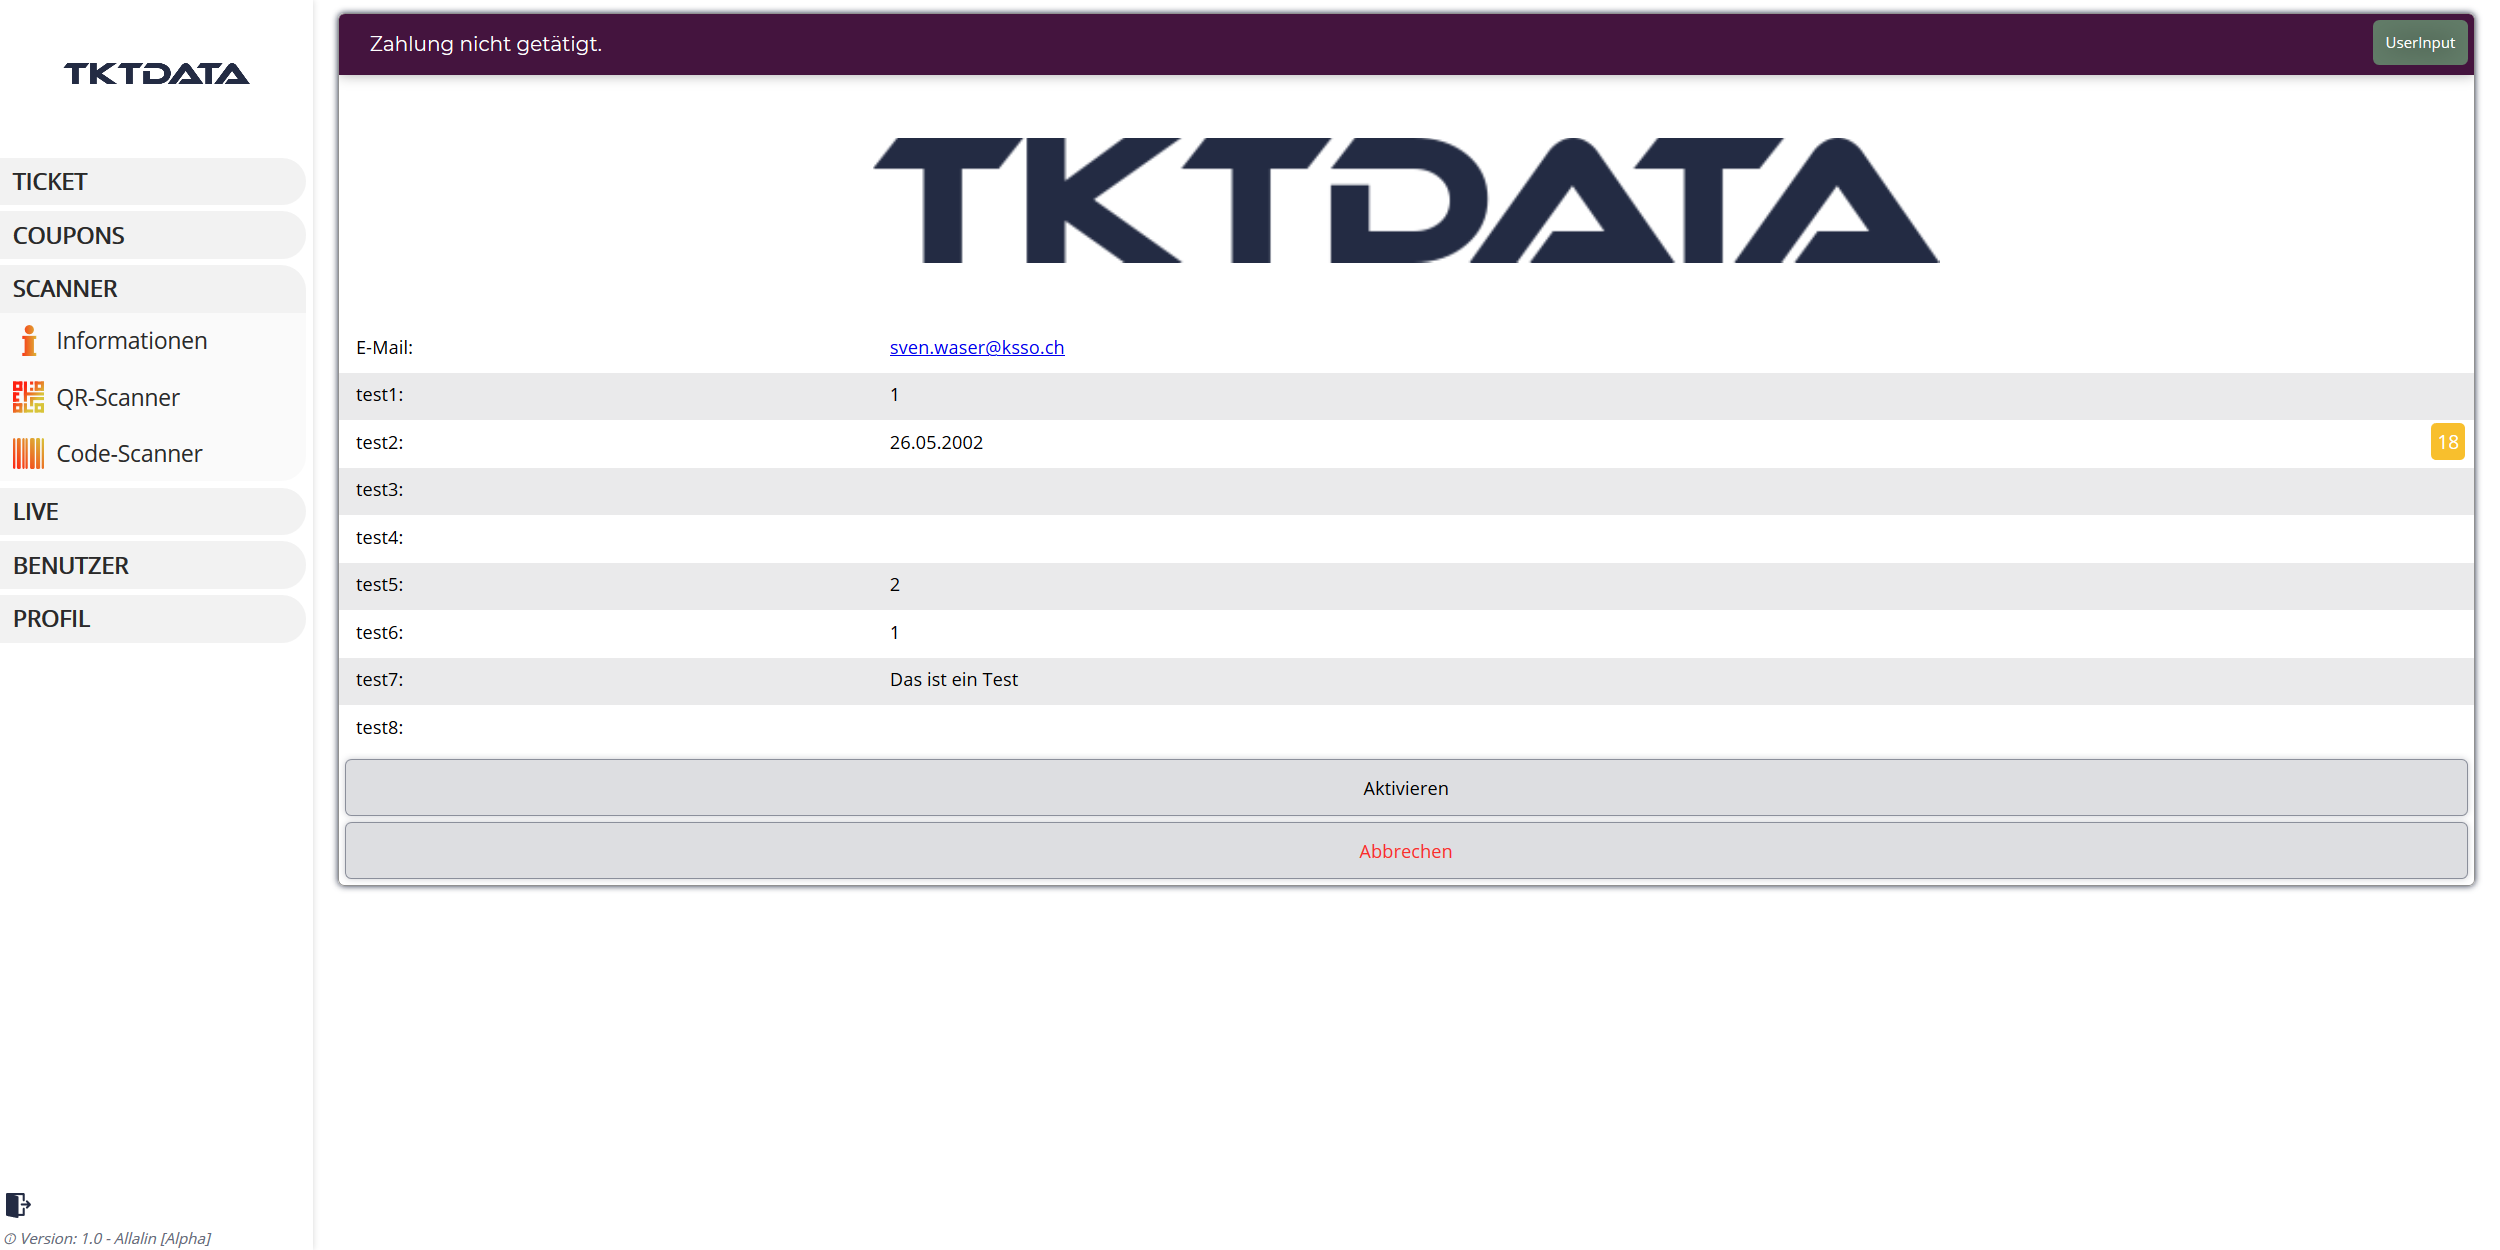 TKTDATA
TICKET
COUPONS
SCANNER
Informationen
QR-Scanner
Code-Scanner
LIVE
BENUTZER
PROFIL
Version: 1.0 - Allalin [Alpha]
Zahlung nicht getätigt.
UserInput
TKTDATA
E-Mail: sven.waser@ksso.ch
test1: 1
test2: 26.05.2002 18
test3:
test4:
test5: 2
test6: 1
test7: Das ist ein Test
test8:
Aktivieren
Abbrechen